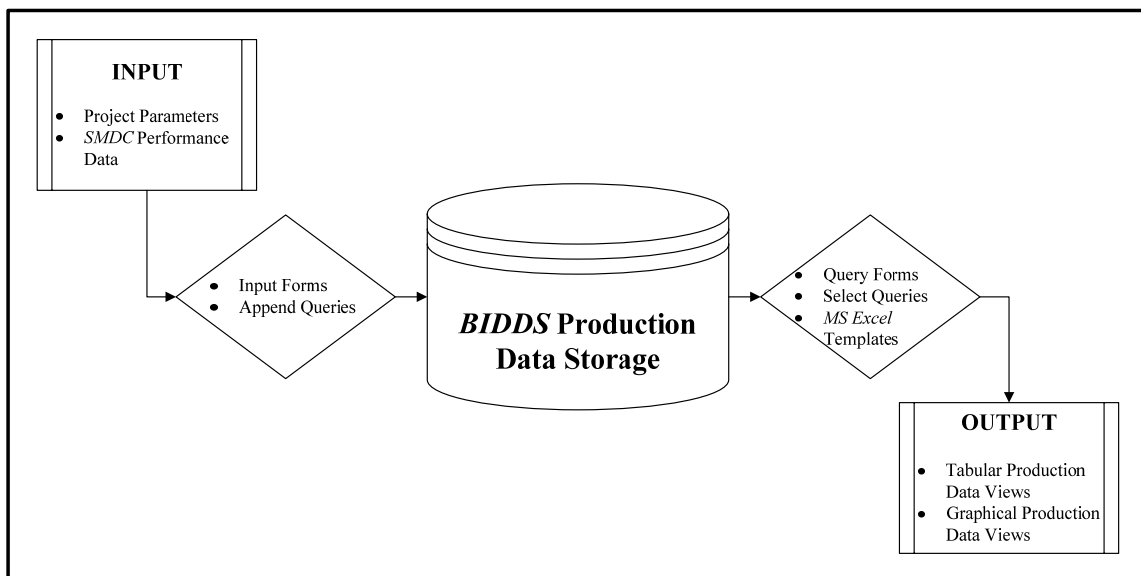 INPUT
• Project Parameters
• SMDC Performance
Data
• Input Forms
• Append Queries
BIDDS Production
Data Storage
• Query Forms
• Select Queries
• MS Excel
Templates
OUTPUT
• Tabular Production
Data Views
• Graphical Production
Data Views